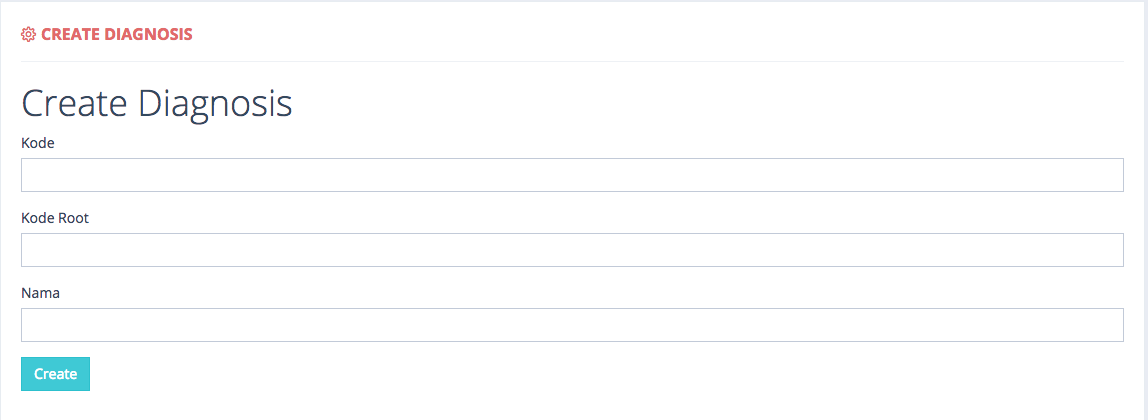 CREATE DIAGNOSIS
Create Diagnosis
Kode
Kode Root
Nama
Create